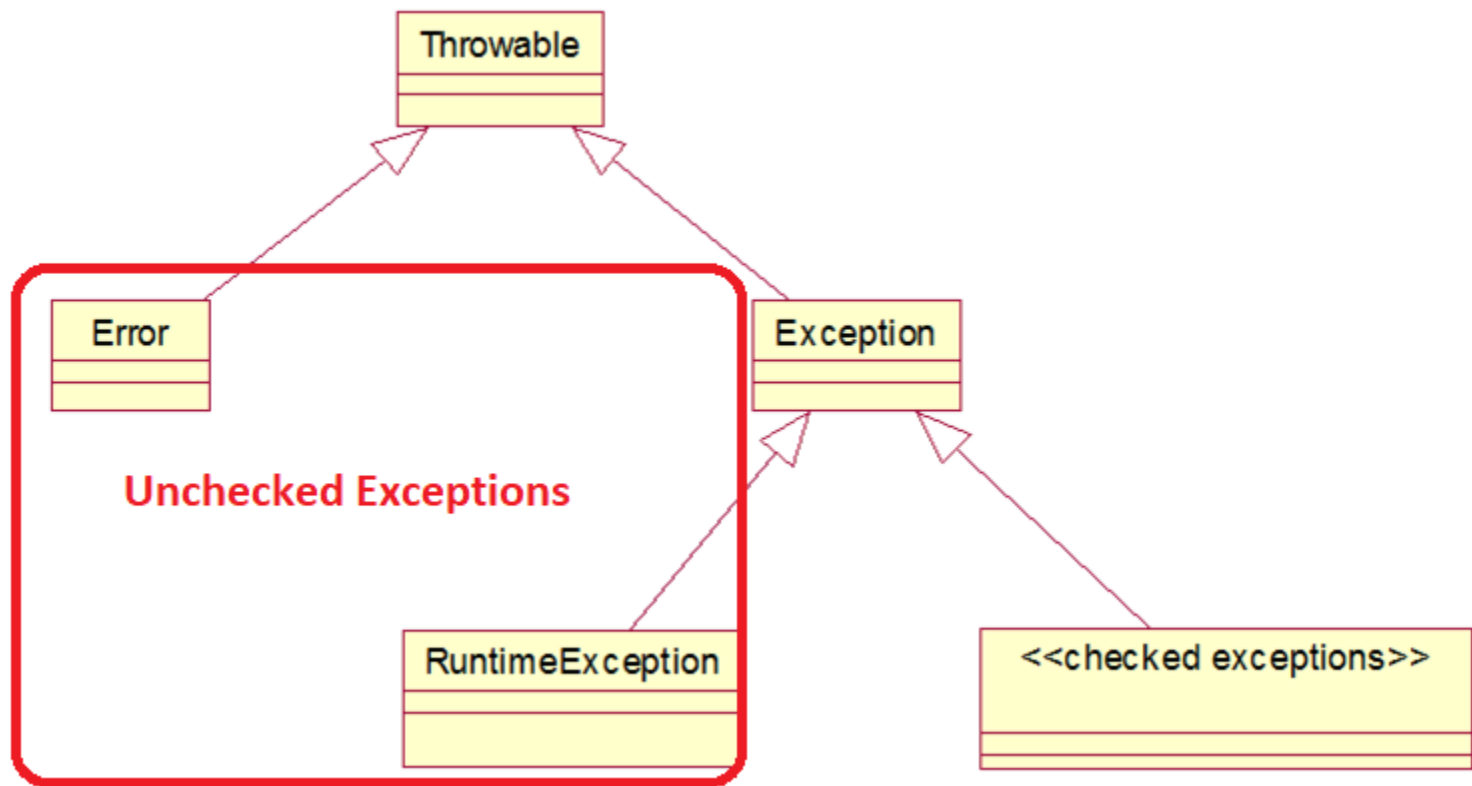 Throwable
Error
Exception
Unchecked Exceptions
RuntimeException
<<checked exceptions>>